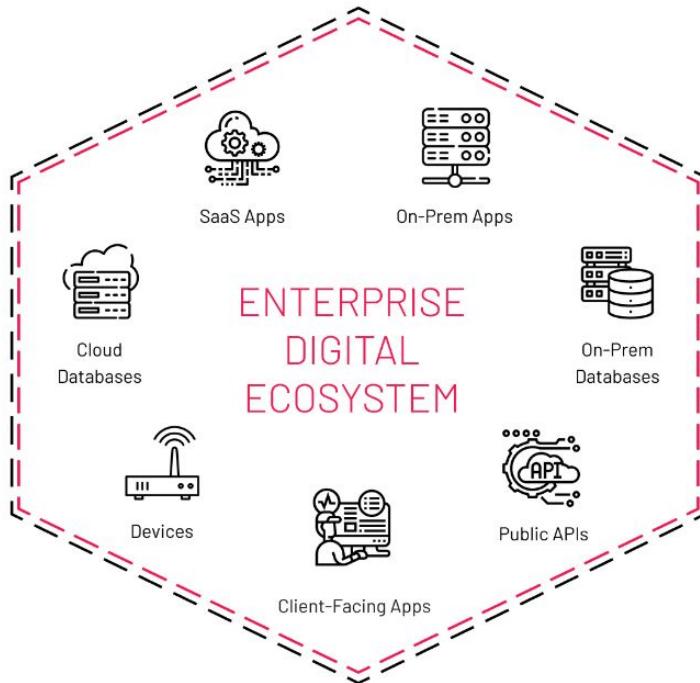 SaaS Apps
On-Prem Apps
Cloud
Databases
ENTERPRISE
DIGITAL
ECOSYSTEM
On-Prem
Databases
Devices
API
Public APIs
Client-Facing Apps